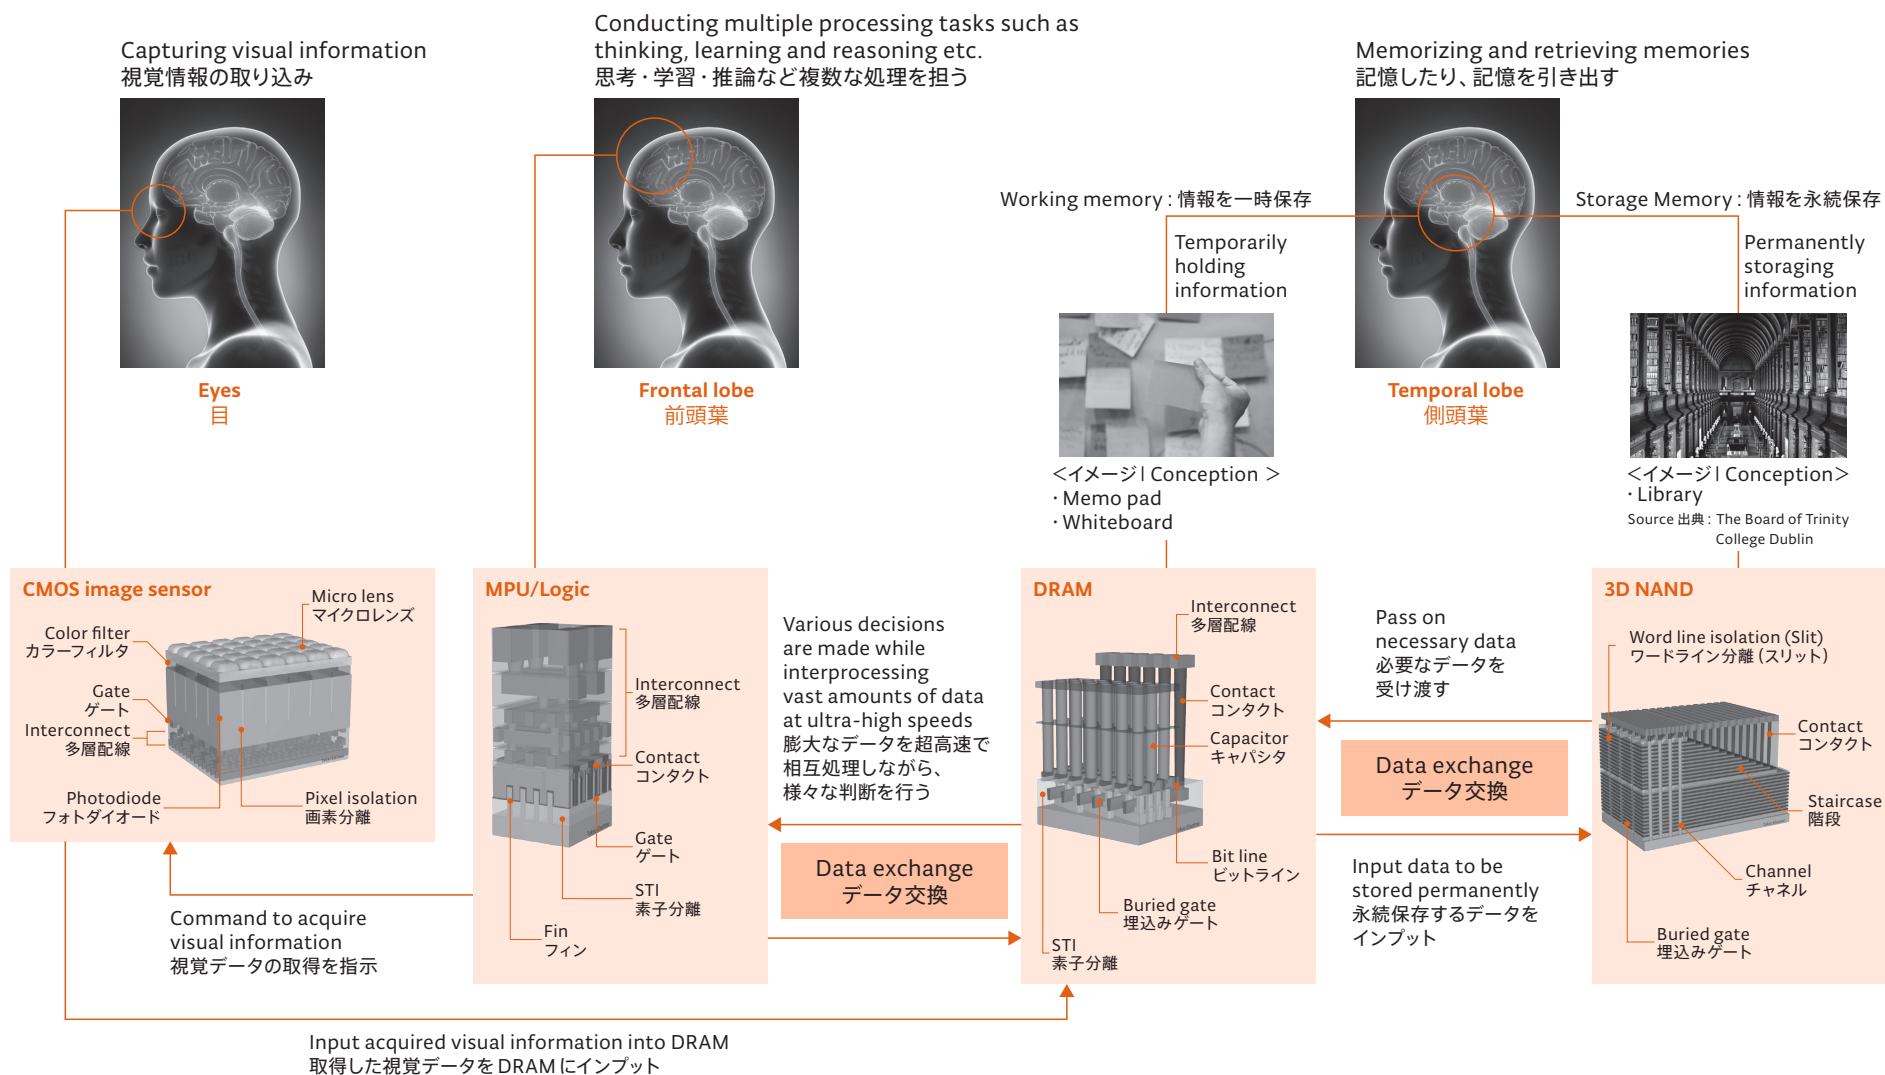 Capturing visual information
視覚情報の取り込み
Conducting multiple processing tasks such as
thinking, learning and reasoning etc.
思考・学習・推論など複数な処理を担う
Memorizing and retrieving memories
記憶したり、記憶を引き出す
Eyes
目
Frontal lobe
前頭葉
Temporal lobe
側頭葉
Working memory : 情報を一時保存
Temporarily
holding
information
<イメージ| Conception >
・Memo pad
・Whiteboard
Storage Memory : 情報を永続保存
Permanently
storaging
information
<イメージ| Conception>
・Library
Source 出典 : The Board of Trinity
College Dublin
CMOS image sensor
Micro lens
マイクロレンズ
Color filter
カラーフィルタ
Gate
ゲート
Interconnect
多層配線
Photodiode
フォトダイオード
Pixel isolation
画素分離
MPU/Logic
Interconnect
多層配線
Contact
コンタクト
Gate
ゲート
STI
素子分離
Fin
フィン
Various decisions
are made while
interprocessing
vast amounts of data
at ultra-high speeds
膨大なデータを超高速で
相互処理しながら、
様々な判断を行う
Data exchange
データ交換
DRAM
Interconnect
多層配線
Contact
コンタクト
Capacitor
キャパシタ
Bit line
ビットライン
Buried gate
埋込みゲート
STI
素子分離
Pass on
necessary data
必要なデータを
受け渡す
Data exchange
データ交換
Input data to be
stored permanently
永続保存するデータを
インプット
3D NAND
Word line isolation (Slit)
ワードライン分離 (スリット)
Contact
コンタクト
Staircase
階段
Channel
チャネル
Buried gate
埋込みゲート
Command to acquire
visual information
視覚データの取得を指示
Input acquired visual information into DRAM
取得した視覚データをDRAMにインプット